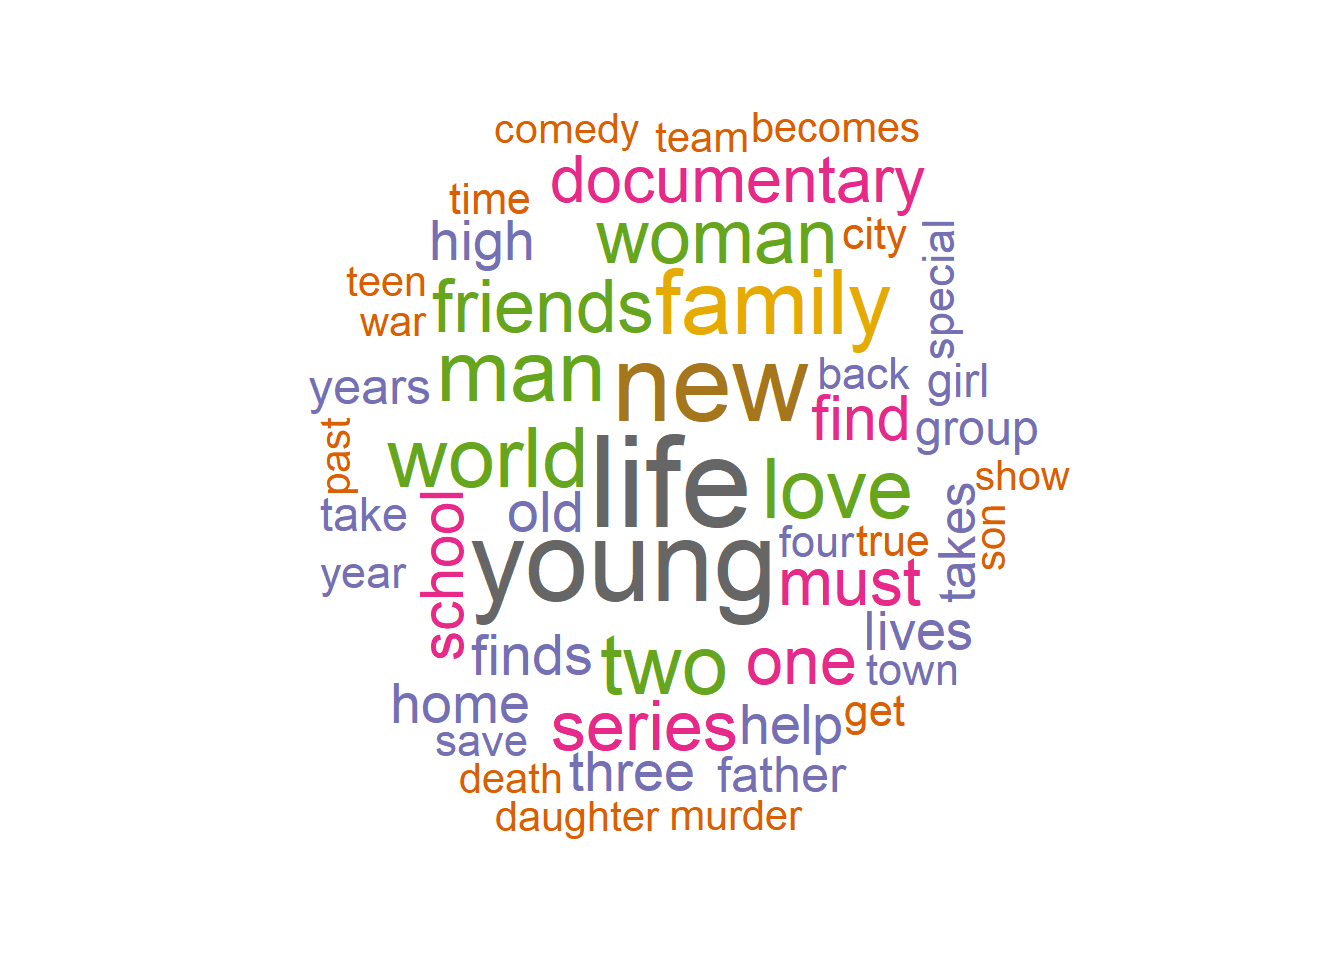 comedy team becomes
documentary
time
high woman city
special
teen
war
friends family
man new back girl
years
find group
past
world life love
show
take school old
takes son
four true
year young must
lives
finds two one town
home series help get
save
death three father
daughter murder